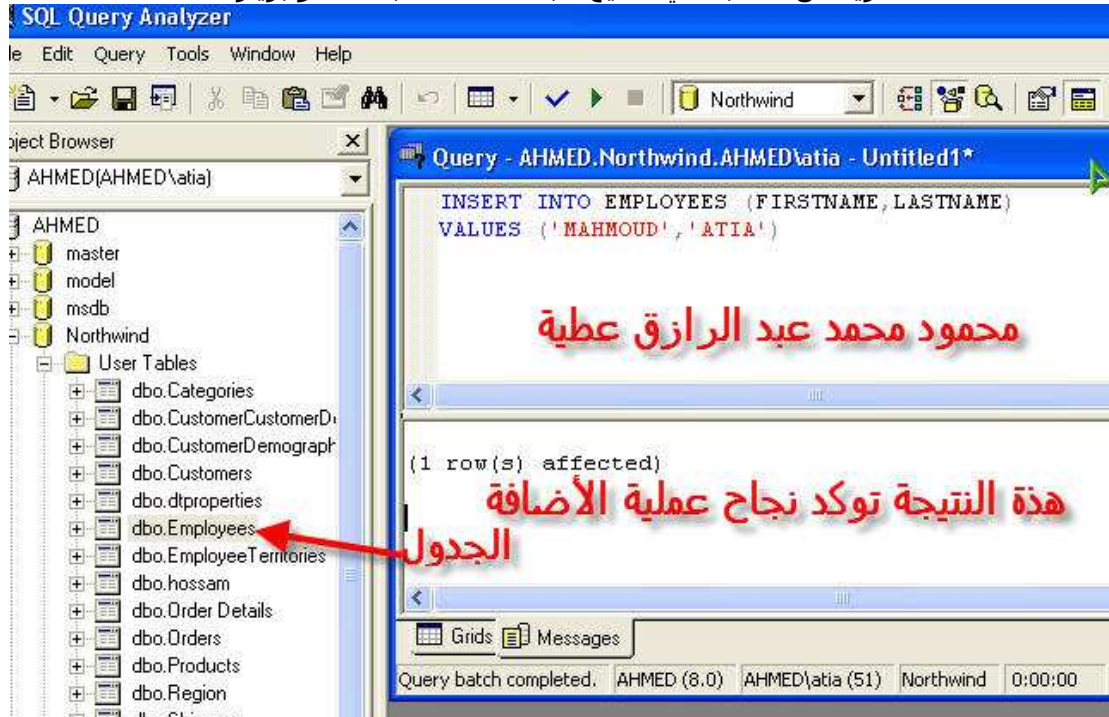 SQL Query Analyzer
Edit Query Tools Window Help
Northwind
ject Browser
AHMED(AHMED\atia)
AHMED
master
model
msdb
Northwind
User Tables
dbo.Categories
dbo.CustomerCustomerD
dbo.CustomerDemograph
dbo.Customers
dbo.dtproperties
dbo.Employees
dbo.EmployeeTerritories
dbo.hossam
dbo.Order Details
dbo.Orders
dbo.Products
dbo.Region
Query - AHMED.Northwind.AHMED\atia - Untitled1*
INSERT INTO EMPLOYEES (FIRSTNAME,LASTNAME)
VALUES ('MAHMOUD','ATIA')
محمود محمد عبد الرازق عطية
(1 row(s) affected)
هذة النتيجة توكد نجاح عملية الأضافة
الجدول
Grids Messages
Query batch completed. AHMED (8.0) AHMED\atia (51) Northwind 0:00:00